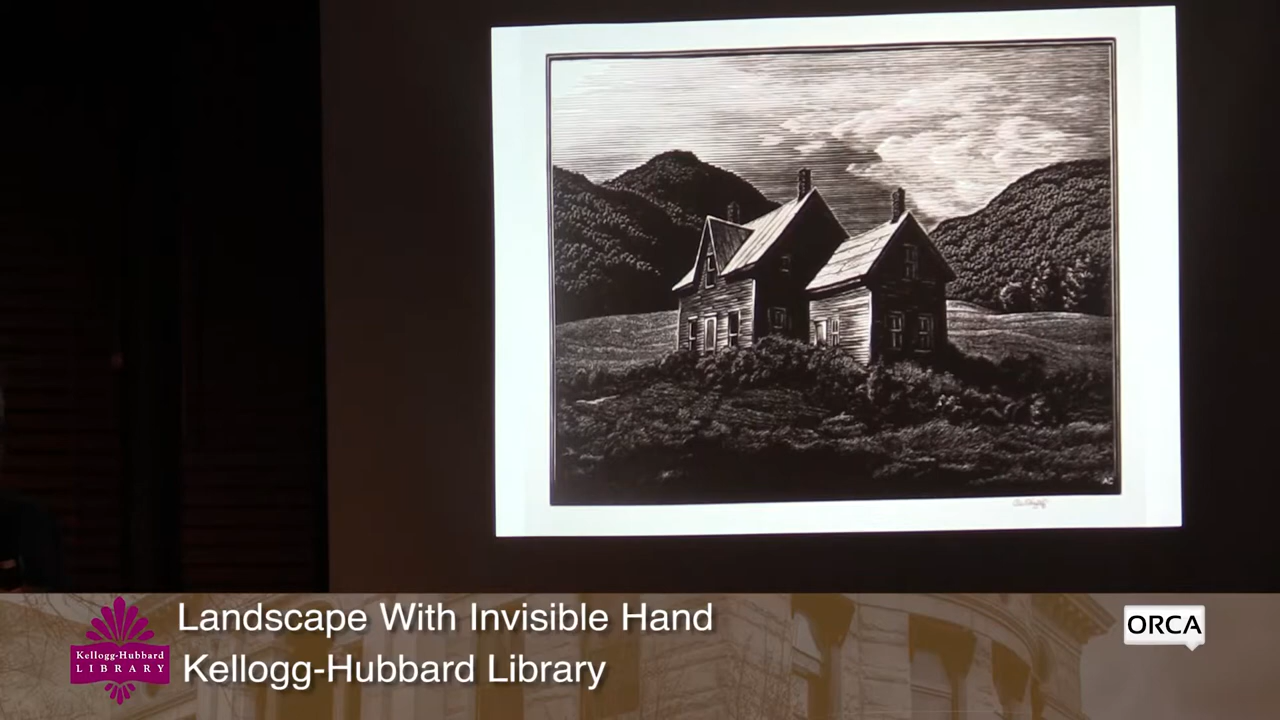 Landscape With Invisible Hand
Kellogg-Hubbard
LIBRARY
Kellogg-Hubbard Library
ORCA